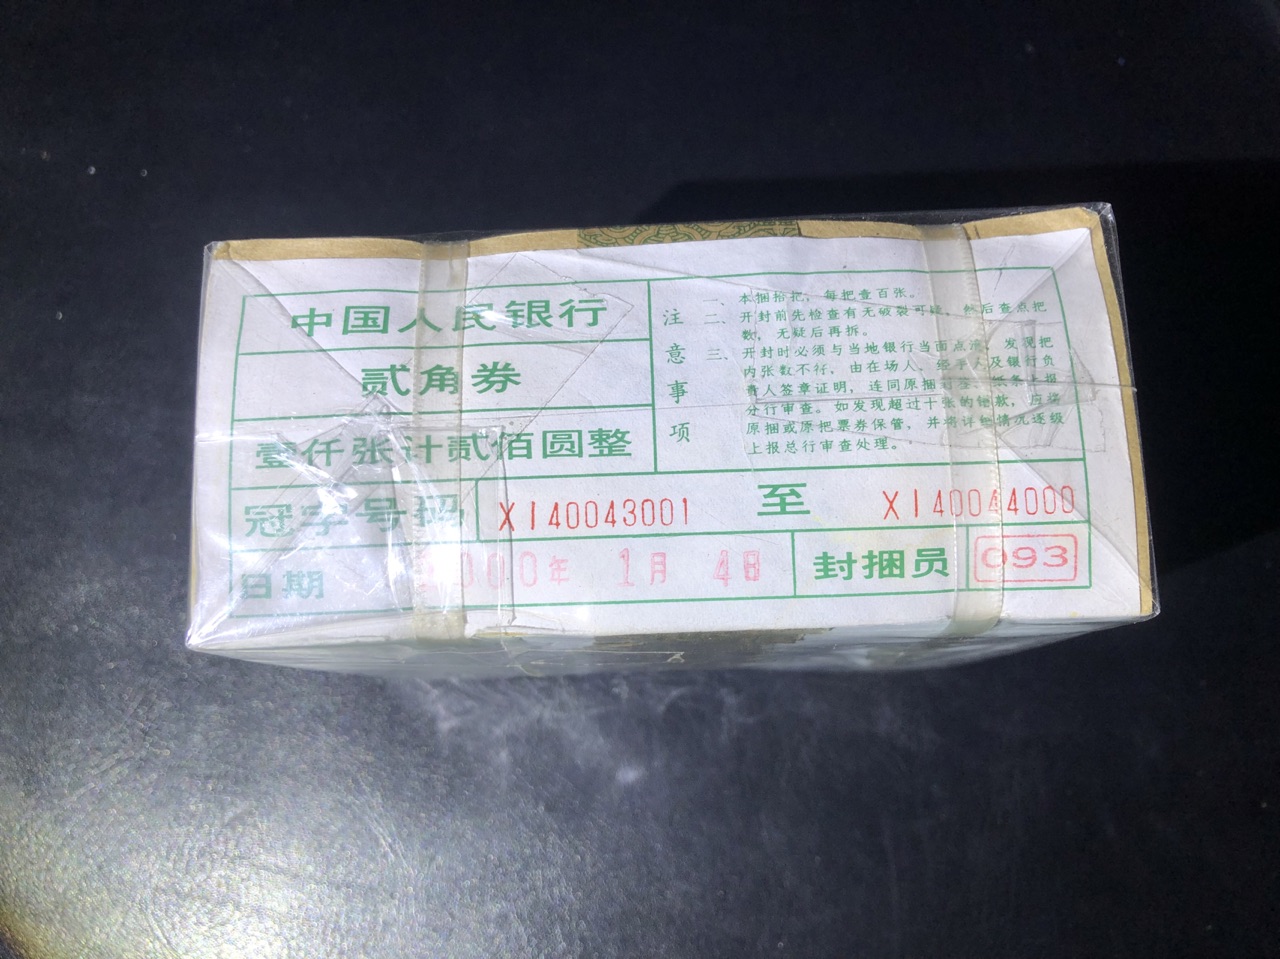 中国人民银行
贰角券
壹仟张计贰佰圆整
注意事项
一、本捆拾把，每把壹百张。
二、开封前先检查有无破裂可疑，然后查点把
数，无疑后再拆。
三、开封时必须与当地银行当面点清，发现把
内张数不符，由在场人、经手人及银行负
责人签章证明，连同原捆封签、纸条上报
分行审查。如发现超过十张的错款，应将
原捆或原把票券保管，并将详细情况逐级
上报总行审查处理。
冠字号码 XI40043001 至 XI40044000
日期 2000年 1月 4日 封捆员 093